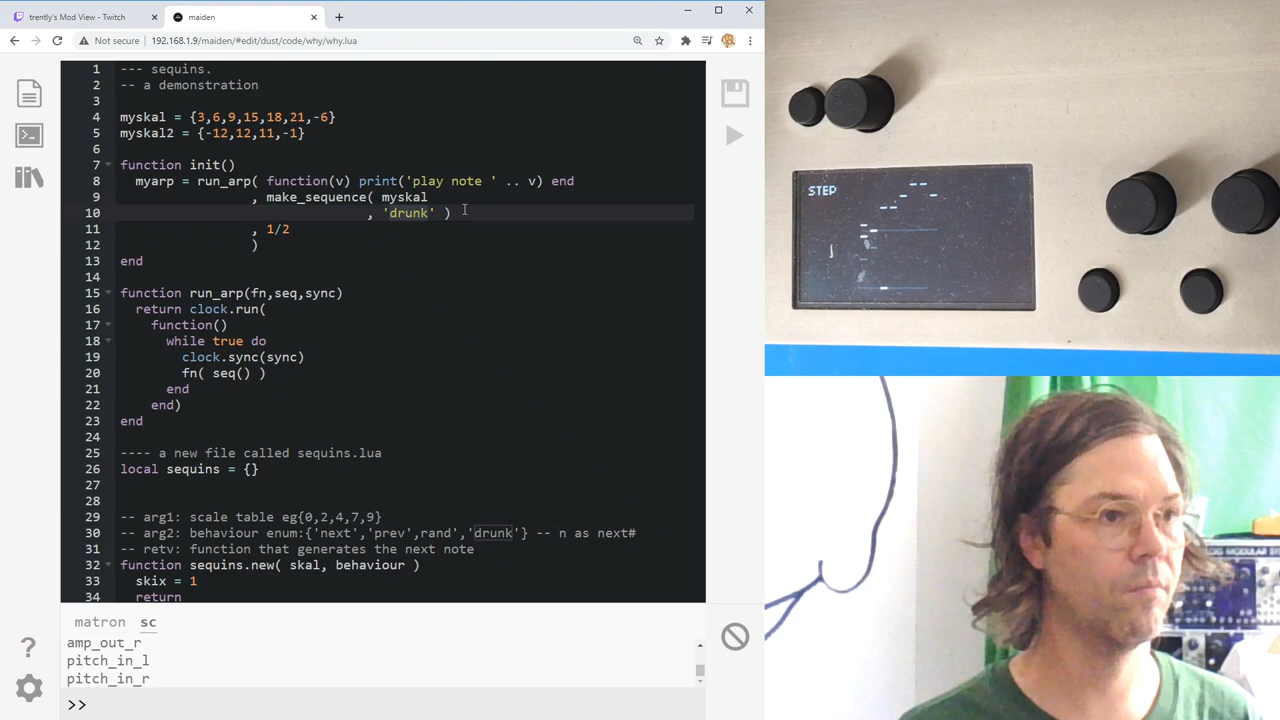 trently's Mod View - Twitch
maiden
Not secure 192.168.1.9/maiden/#edit/dust/code/why/why.lua
1 --- sequins.
2 -- a demonstration
3
4 myskal = {3,6,9,15,18,21,-6}
5 myskal2 = {-12,12,11,-1}
6
7 function init()
8 myarp = run_arp( function(v) print('play note ' .. v) end
9 , make_sequence( myskal
10 , 'drunk' )
11 , 1/2
12 )
13 end
14
15 function run_arp(fn,seq,sync)
16 return clock.run(
17 function()
18 while true do
19 clock.sync(sync)
20 fn( seq() )
21 end
22 end)
23 end
24
25 ---- a new file called sequins.lua
26 local sequins = {}
27
28
29 -- arg1: scale table eg{0,2,4,7,9}
30 -- arg2: behaviour enum:{'next','prev',rand,'drunk'} -- n as next#
31 -- retv: function that generates the next note
32 function sequins.new( skal, behaviour )
33 skix = 1
34 return
matron sc
amp_out_r
pitch_in_l
pitch_in_r
>>
STEP